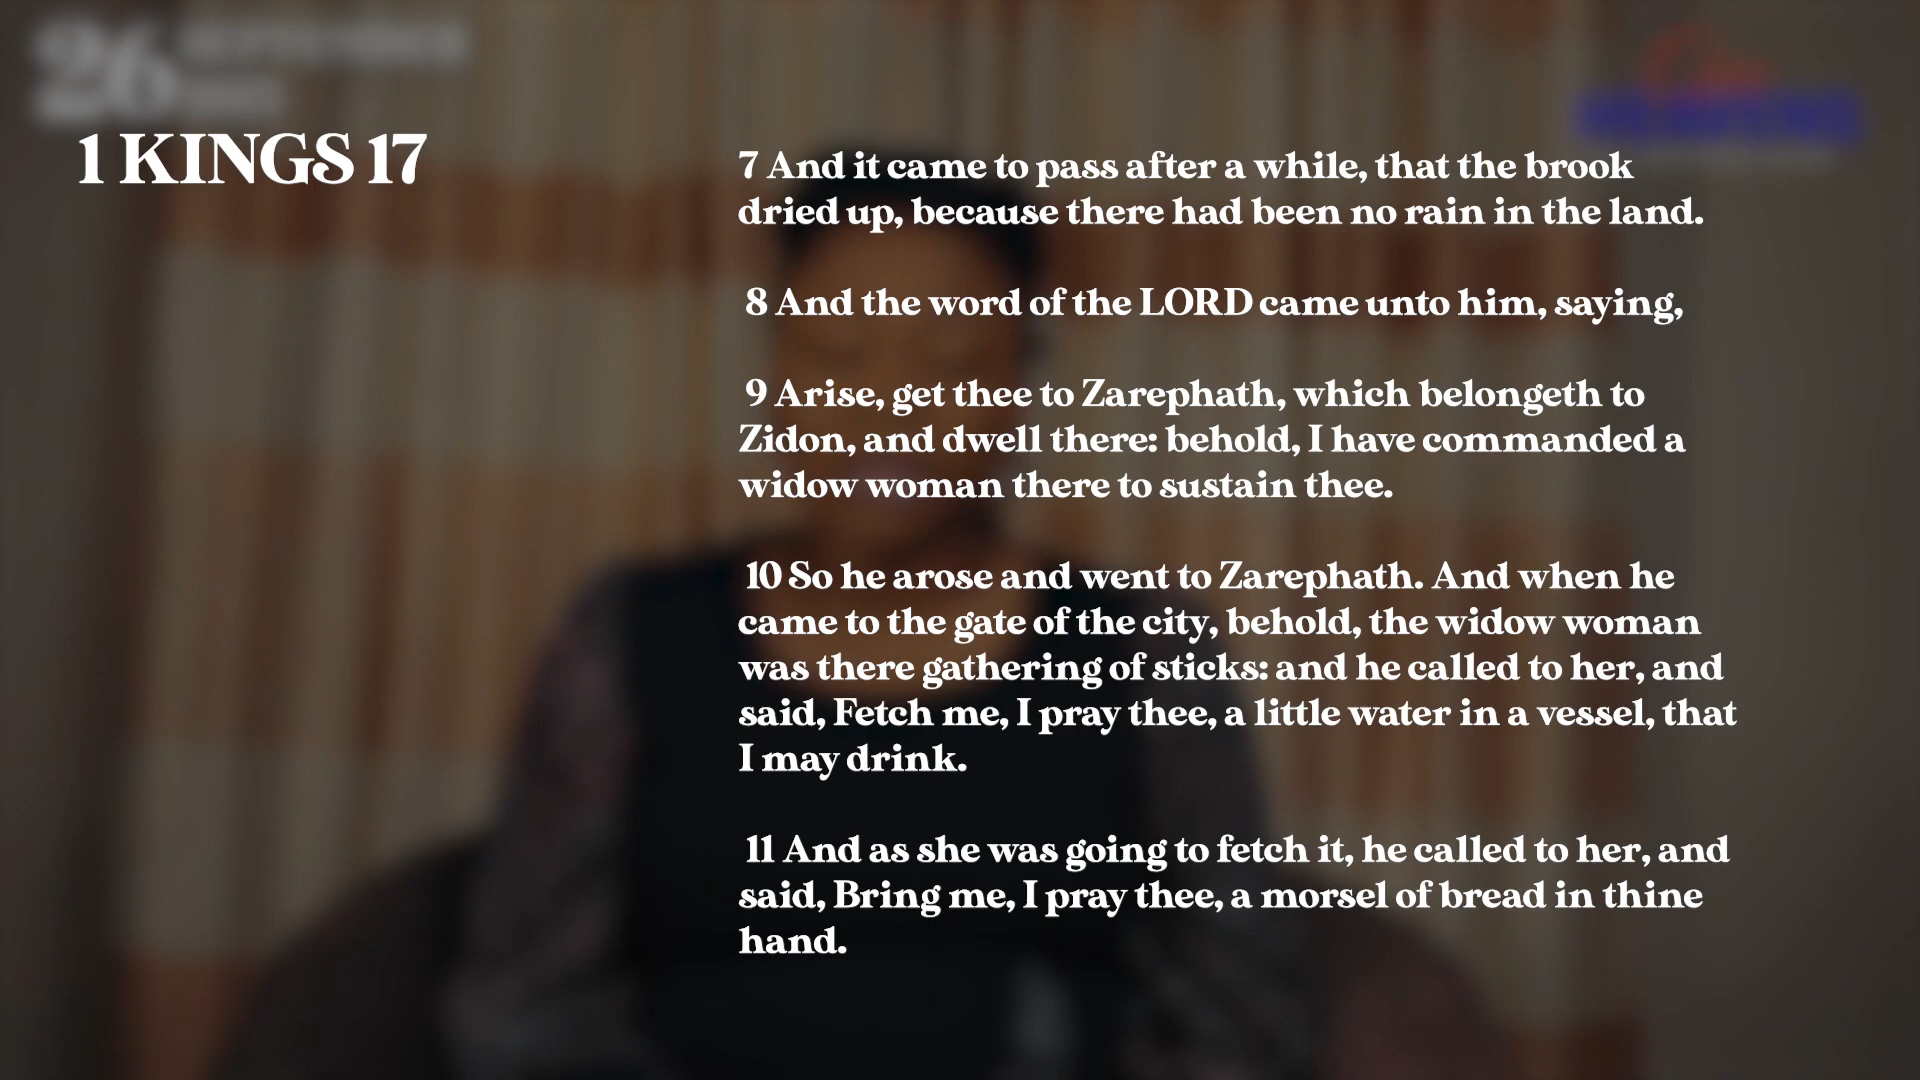 26
1 KINGS 17
7 And it came to pass after a while, that the brook
dried up, because there had been no rain in the land.
8 And the word of the LORD came unto him, saying,
9 Arise, get thee to Zarephath, which belongeth to
Zidon, and dwell there: behold, I have commanded a
widow woman there to sustain thee.
10 So he arose and went to Zarephath. And when he
came to the gate of the city, behold, the widow woman
was there gathering of sticks: and he called to her, and
said, Fetch me, I pray thee, a little water in a vessel, that
I may drink.
11 And as she was going to fetch it, he called to her, and
said, Bring me, I pray thee, a morsel of bread in thine
hand.